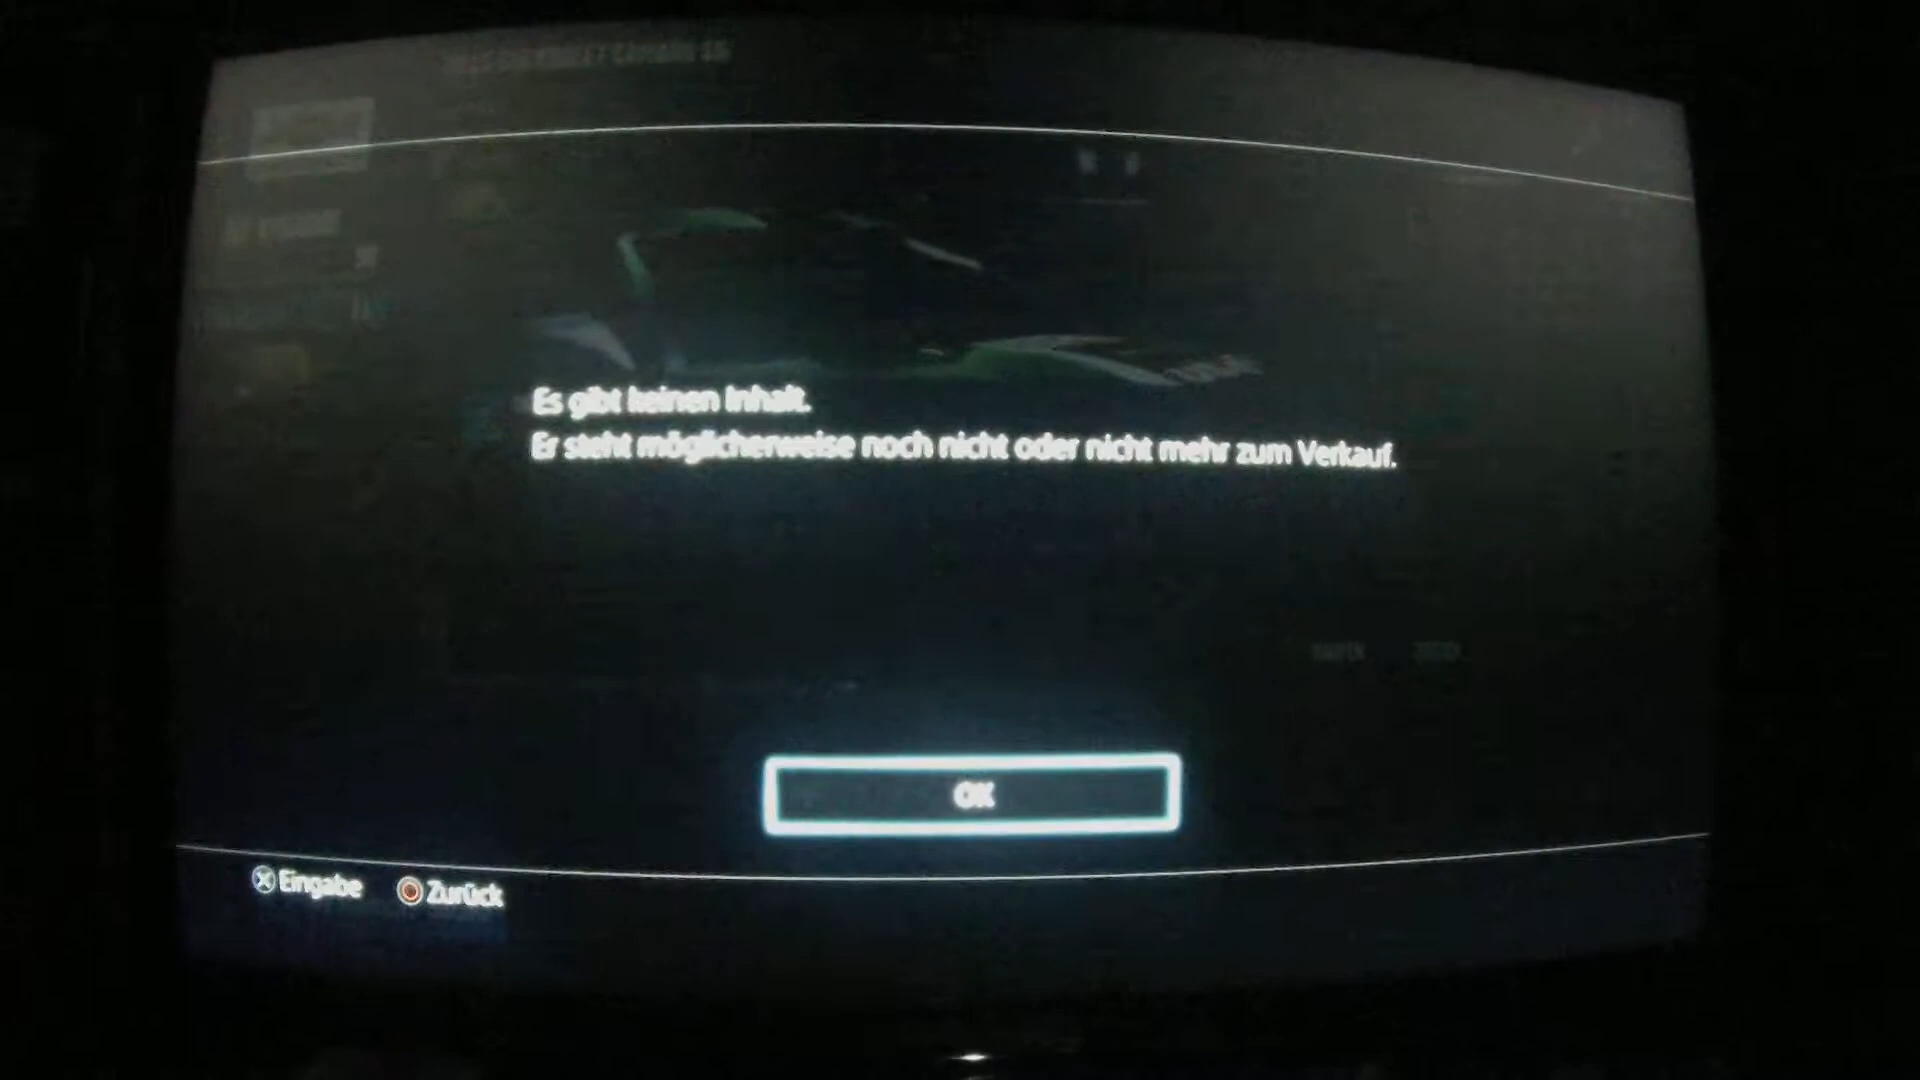 Es gibt keinen Inhalt.
Er steht möglicherweise noch nicht oder nicht mehr zum Verkauf.
OK
Eingabe Zurück